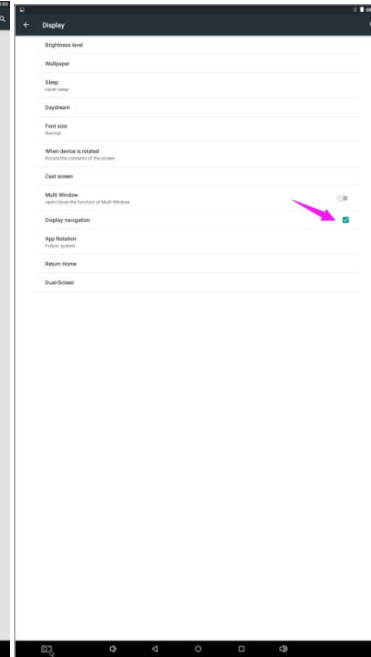 Display
Brightness level
Wallpaper
Sleep
never sleep
Daydream
Font size
Normal
When device is rotated
Rotate the contents of the screen
Cast screen
Multi Window
open/close the function of Multi-Window
Display navigation
App Rotation
Follow system
Return Home
Dual-Screen